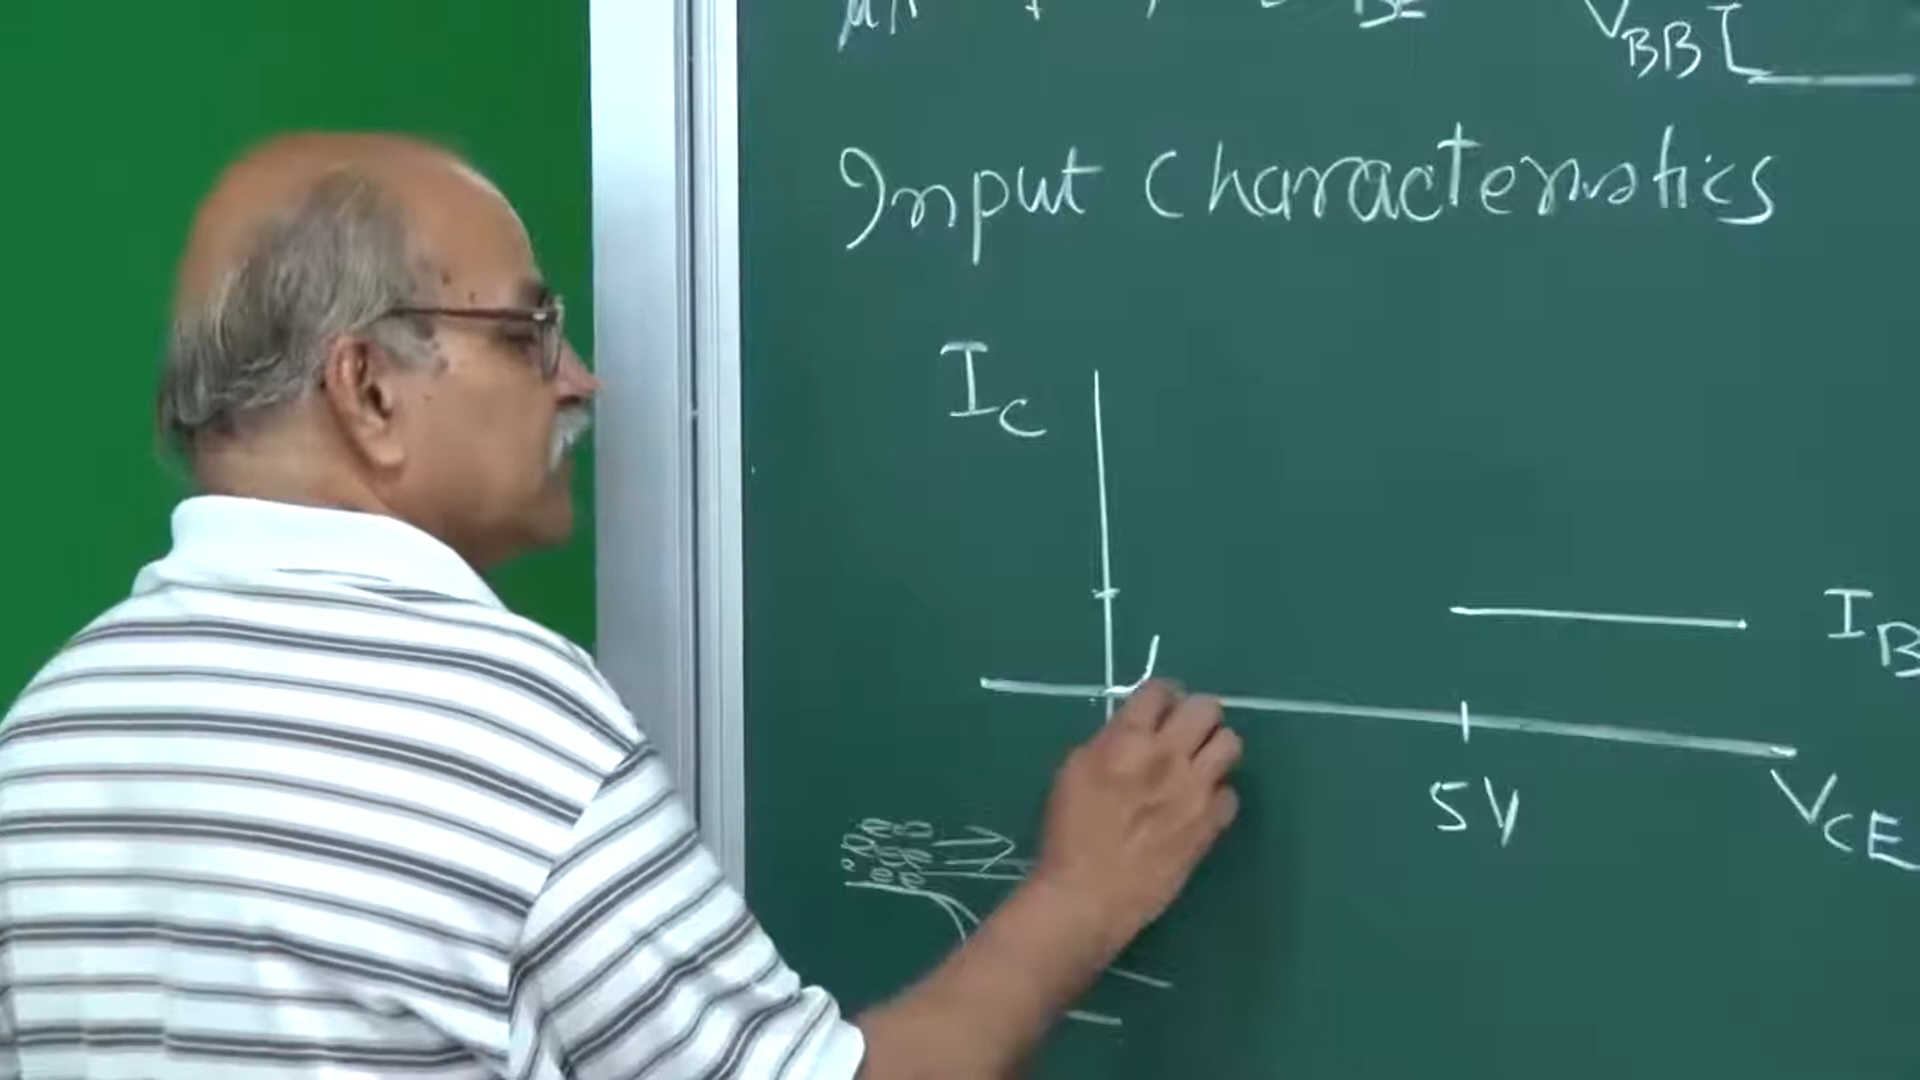 VBB
Input Characteristics
IC
IB
5V
VCE